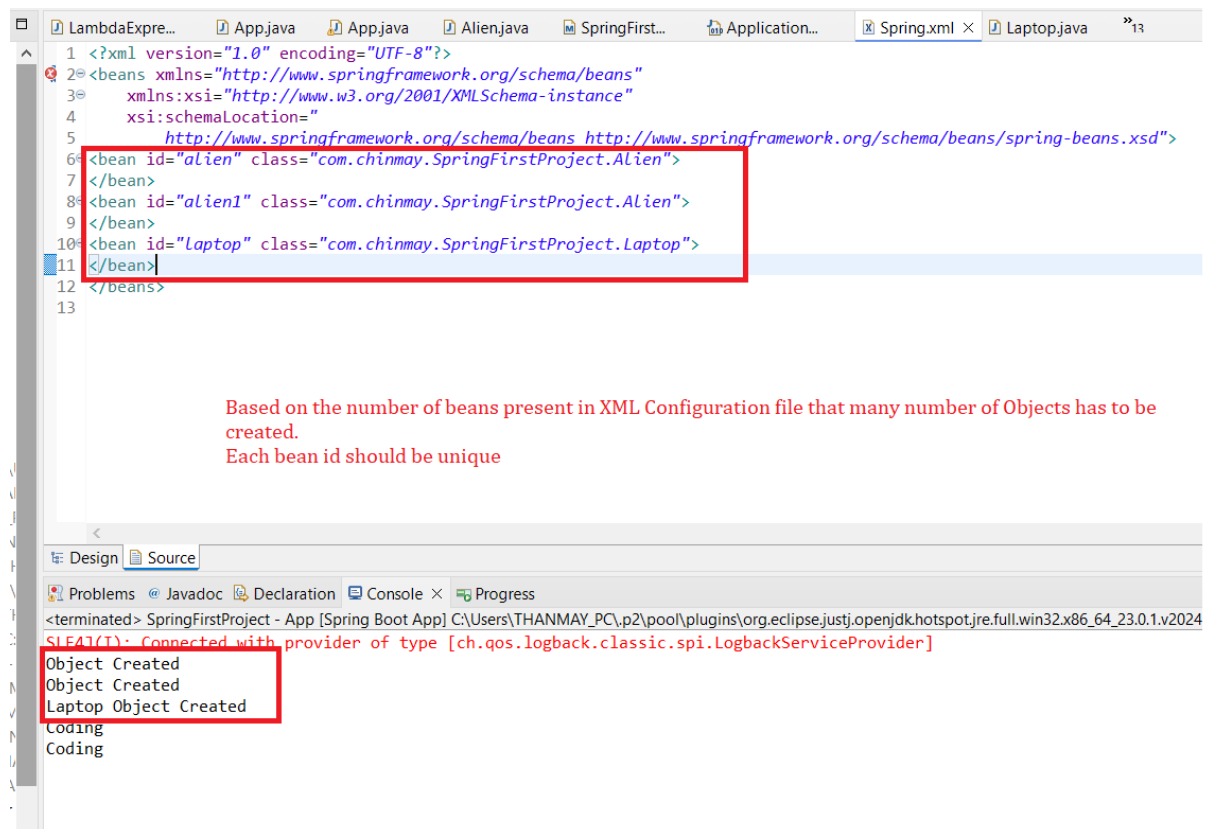 LambdaExpre... App.java App.java Alien.java SpringFirst... Application... Spring.xml Laptop.java »13
1 <?xml version="1.0" encoding="UTF-8"?>
2 <beans xmlns="http://www.springframework.org/schema/beans"
3 xmlns:xsi="http://www.w3.org/2001/XMLSchema-instance"
4 xsi:schemaLocation="
5 http://www.springframework.org/schema/beans http://www.springframework.org/schema/beans/spring-beans.xsd">
6 <bean id="alien" class="com.chinmay.SpringFirstProject.Alien">
7 </bean>
8 <bean id="alien1" class="com.chinmay.SpringFirstProject.Alien">
9 </bean>
10 <bean id="laptop" class="com.chinmay.SpringFirstProject.Laptop">
11 </bean>
12 </beans>
13
Based on the number of beans present in XML Configuration file that many number of Objects has to be
created.
Each bean id should be unique
Design Source
Problems Javadoc Declaration Console Progress
<terminated> SpringFirstProject - App [Spring Boot App] C:\Users\THANMAY_PC\.p2\pool\plugins\org.eclipse.justj.openjdk.hotspot.jre.full.win32.x86_64_23.0.1.v2024
SLF4J(I): Connected with provider of type [ch.qos.logback.classic.spi.LogbackServiceProvider]
Object Created
Object Created
Laptop Object Created
Coding
Coding